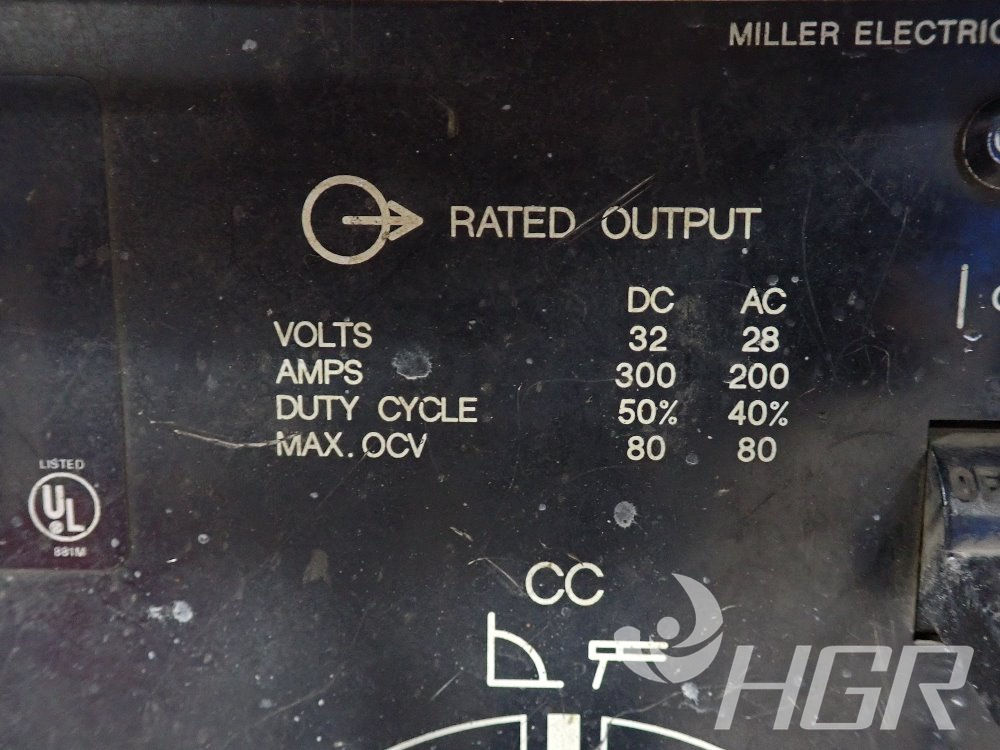 MILLER ELECTRIC
RATED OUTPUT
DC AC
VOLTS 32 28
AMPS 300 200
DUTY CYCLE 50% 40%
MAX. OCV 80 80
LISTED
UL
881M
CC
HGR